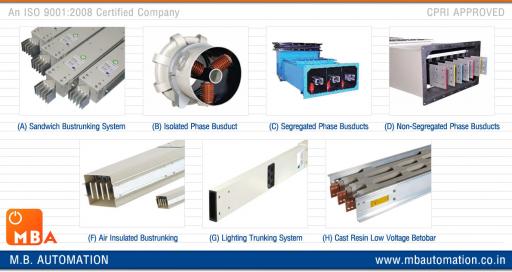 An ISO 9001:2008 Certified Company
CPRI APPROVED
(A) Sandwich Bustrunking System
(B) Isolated Phase Busduct
(C) Segregated Phase Busducts
(D) Non-Segregated Phase Busducts
(F) Air Insulated Bustrunking
(G) Lighting Trunking System
(H) Cast Resin Low Voltage Betobar
MBA
M.B. AUTOMATION
www.mbautomation.co.in